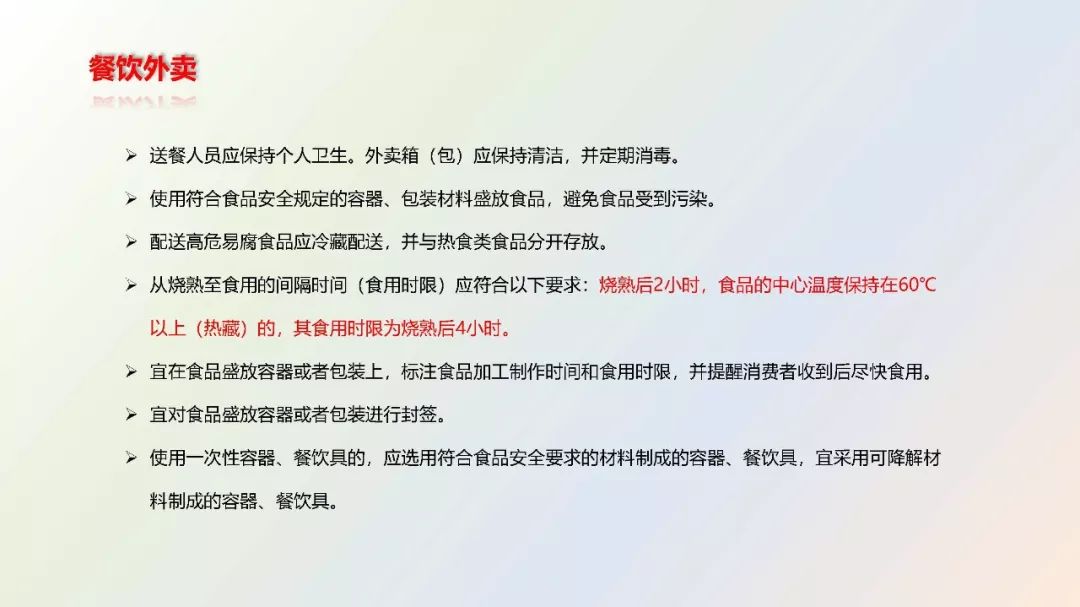 餐饮外卖
➢ 送餐人员应保持个人卫生。外卖箱（包）应保持清洁，并定期消毒。
➢ 使用符合食品安全规定的容器、包装材料盛放食品，避免食品受到污染。
➢ 配送高危易腐食品应冷藏配送，并与热食类食品分开存放。
➢ 从烧熟至食用的间隔时间（食用时限）应符合以下要求：烧熟后2小时，食品的中心温度保持在60℃
以上（热藏）的，其食用时限为烧熟后4小时。
➢ 宜在食品盛放容器或者包装上，标注食品加工制作时间和食用时限，并提醒消费者收到后尽快食用。
➢ 宜对食品盛放容器或者包装进行封签。
➢ 使用一次性容器、餐饮具的，应选用符合食品安全要求的材料制成的容器、餐饮具，宜采用可降解材
料制成的容器、餐饮具。